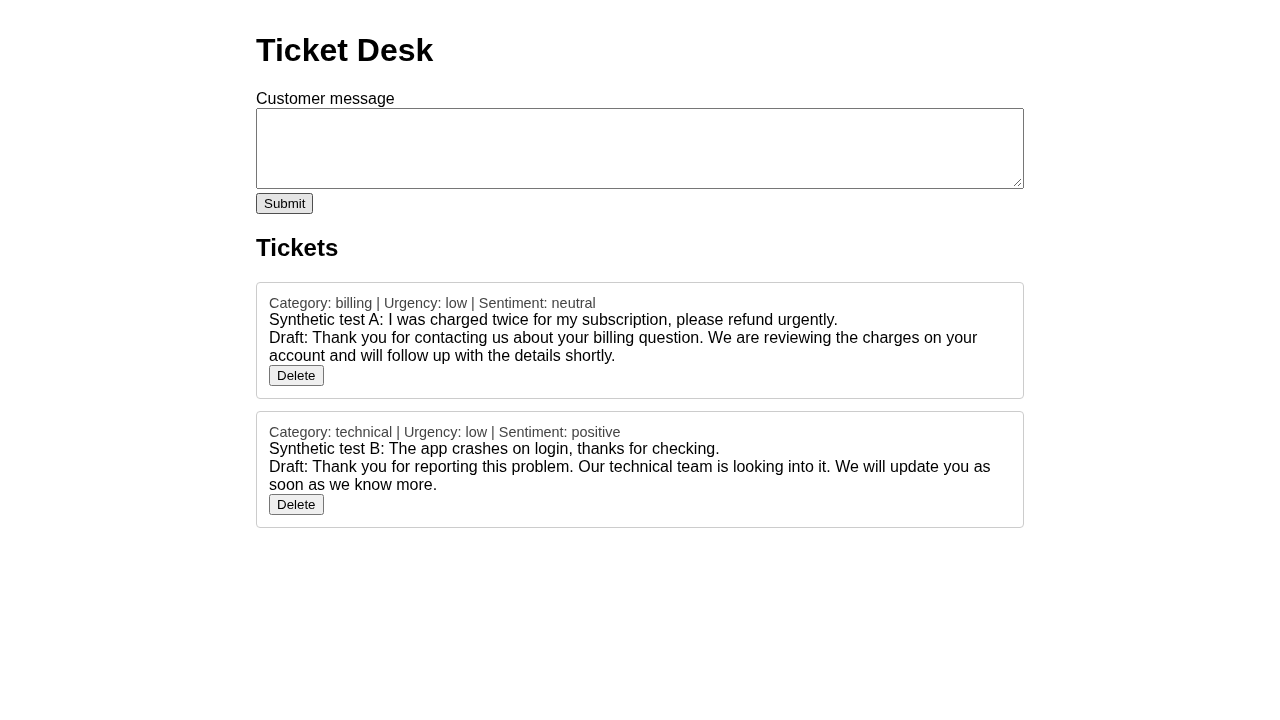 Ticket Desk
Customer message
Submit
Tickets
Category: billing | Urgency: low | Sentiment: neutral
Synthetic test A: I was charged twice for my subscription, please refund urgently.
Draft: Thank you for contacting us about your billing question. We are reviewing the charges on your
account and will follow up with the details shortly.
Delete
Category: technical | Urgency: low | Sentiment: positive
Synthetic test B: The app crashes on login, thanks for checking.
Draft: Thank you for reporting this problem. Our technical team is looking into it. We will update you as
soon as we know more.
Delete